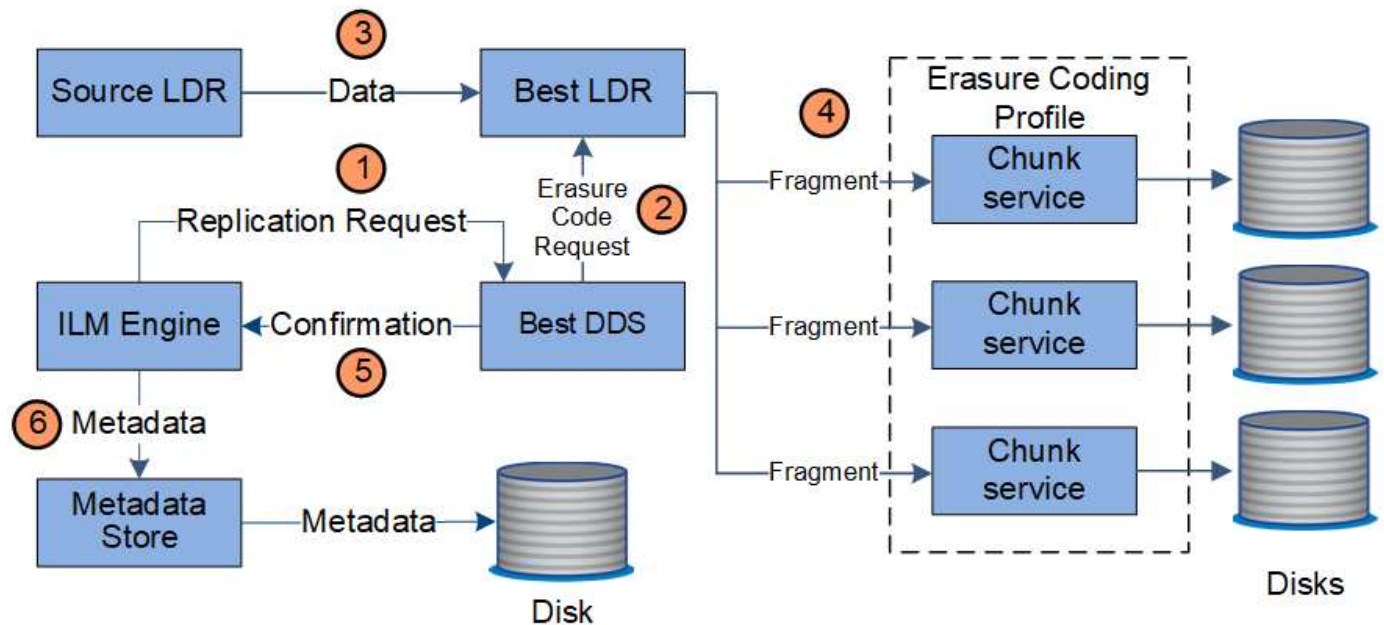 3
Source LDR
Data
Best LDR
4
Erasure Coding
Profile
Chunk
service
Fragment
1
Replication Request
Erasure
Code
Request
2
ILM Engine
Confirmation
Best DDS
5
Fragment
Chunk
service
6
Metadata
Fragment
Chunk
service
Metadata
Store
Metadata
Disk
Disks